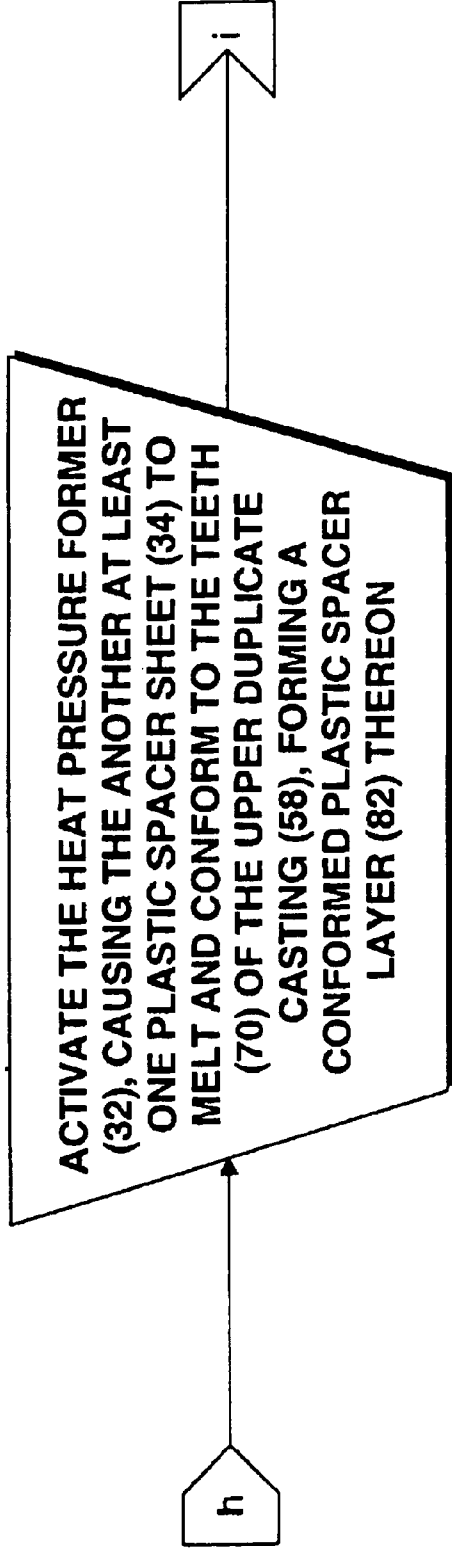 h
ACTIVATE THE HEAT PRESSURE FORMER
(32), CAUSING THE ANOTHER AT LEAST
ONE PLASTIC SPACER SHEET (34) TO
MELT AND CONFORM TO THE TEETH
(70) OF THE UPPER DUPLICATE
CASTING (58), FORMING A
CONFORMED PLASTIC SPACER
LAYER (82) THEREON
i